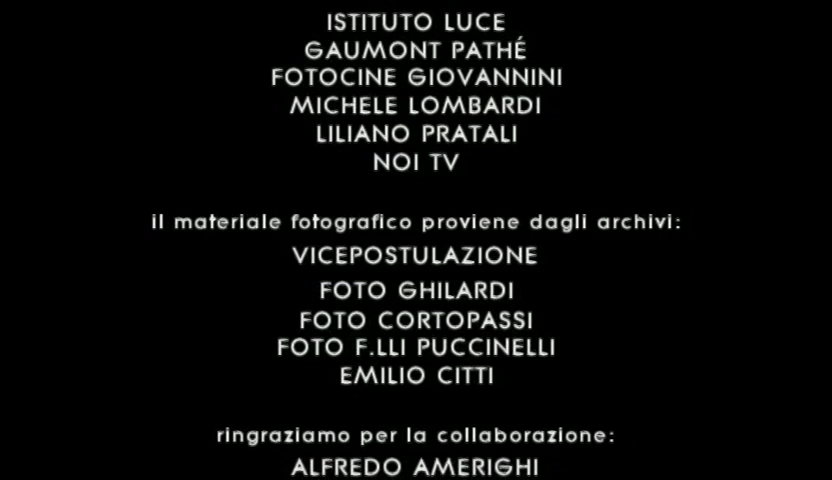 ISTITUTO LUCE
GAUMONT PATHÉ
FOTOCINE GIOVANNINI
MICHELE LOMBARDI
LILIANO PRATALI
NOI TV
il materiale fotografico proviene dagli archivi:
VICEPOSTULAZIONE
FOTO GHILARDI
FOTO CORTOPASSI
FOTO F.LLI PUCCINELLI
EMILIO CITTI
ringraziamo per la collaborazione:
ALFREDO AMERIGHI